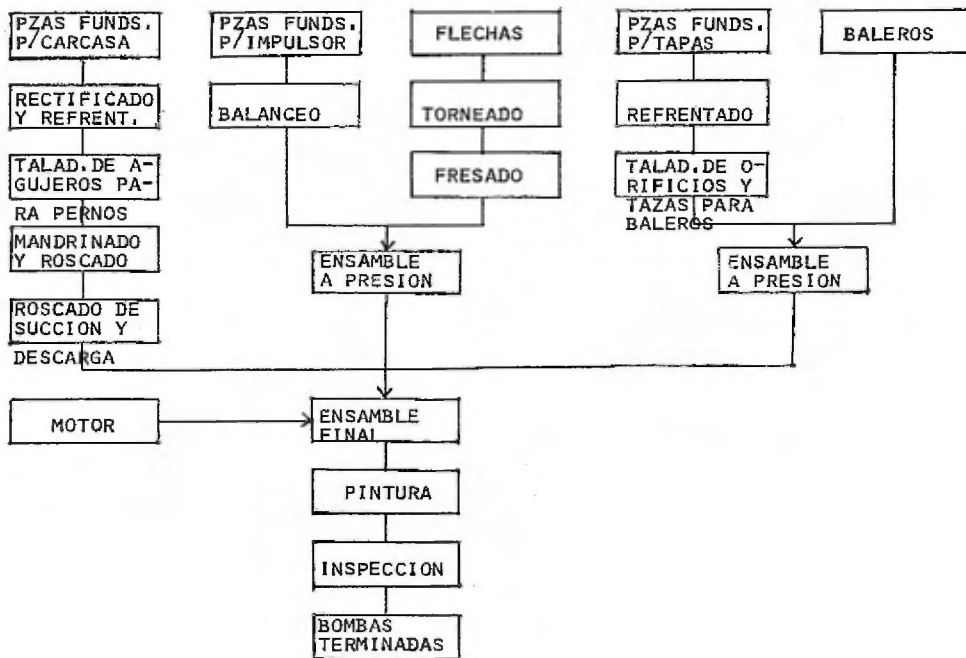 PZAS FUNDS.
P/CARCASA
PZAS FUNDS.
P/IMPULSOR
FLECHAS
PZAS FUNDS.
P/TAPAS
BALEROS
RECTIFICADO
Y REFRENT.
BALANCEO
TORNEADO
REFRENTADO
TALAD.DE A-
GUJEROS PA-
RA PERNOS
FRESADO
TALAD.DE O-
RIFICIOS Y
TAZAS PARA
BALEROS
MANDRINADO
Y ROSCADO
ENSAMBLE
A PRESION
ENSAMBLE
A PRESION
ROSCADO DE
SUCCION Y
DESCARGA
MOTOR
ENSAMBLE
FINAL
PINTURA
INSPECCION
BOMBAS
TERMINADAS